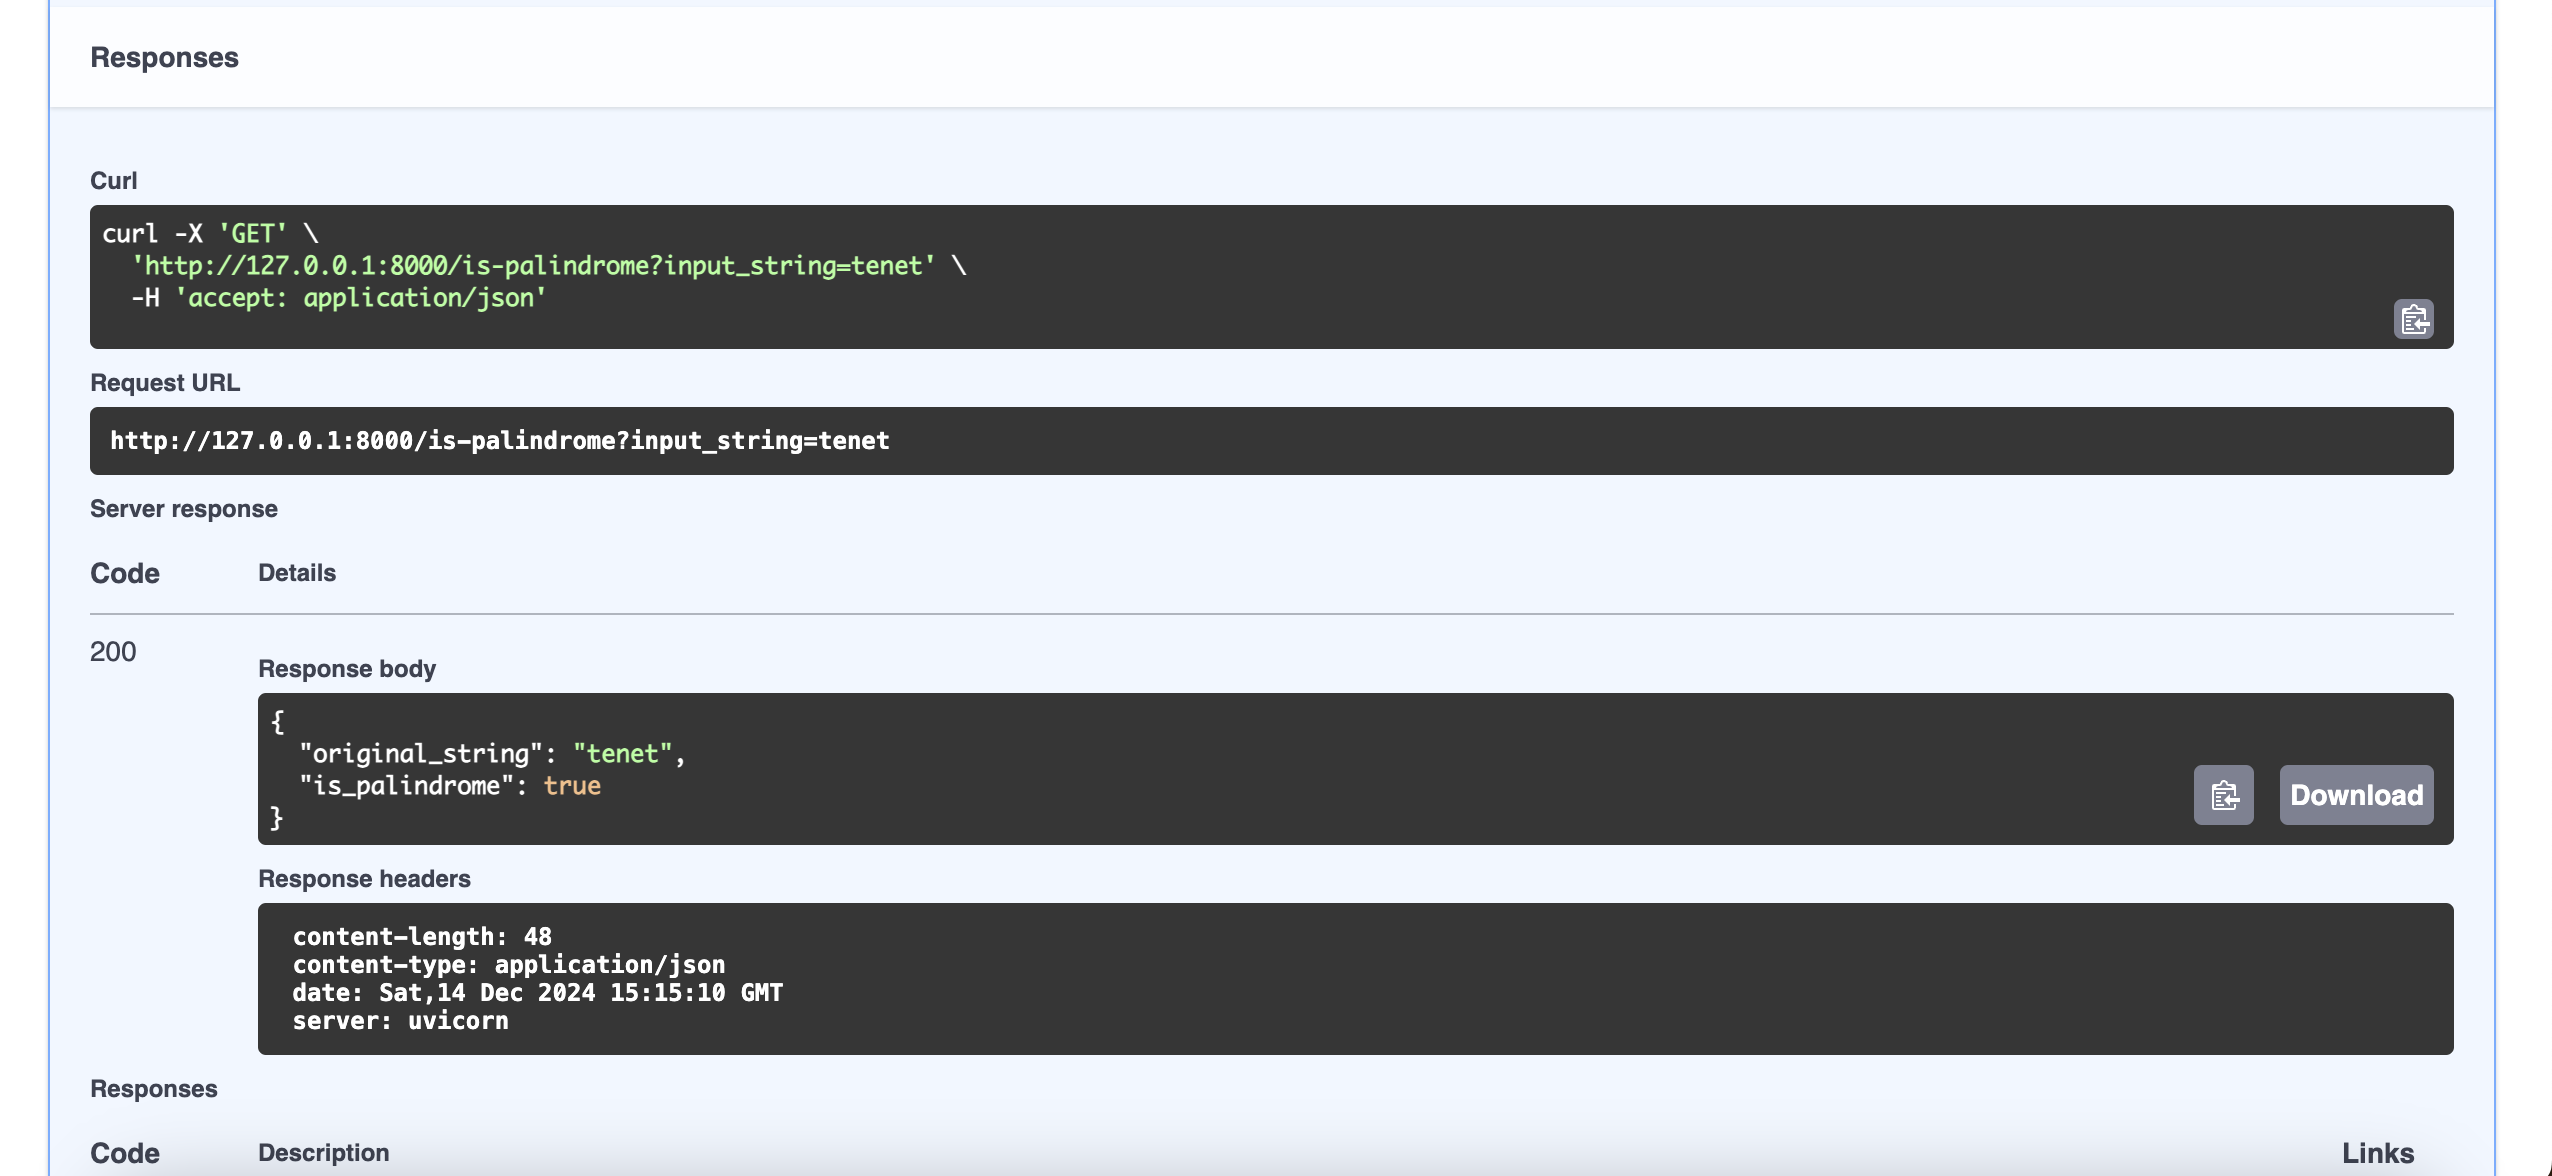 Responses
Curl
curl -X 'GET' \
'http://127.0.0.1:8000/is-palindrome?input_string=tenet' \
-H 'accept: application/json'
Request URL
http://127.0.0.1:8000/is-palindrome?input_string=tenet
Server response
Code Details
200
Response body
{
"original_string": "tenet",
"is_palindrome": true
}
Download
Response headers
content-length: 48
content-type: application/json
date: Sat,14 Dec 2024 15:15:10 GMT
server: uvicorn
Responses
Code Description Links